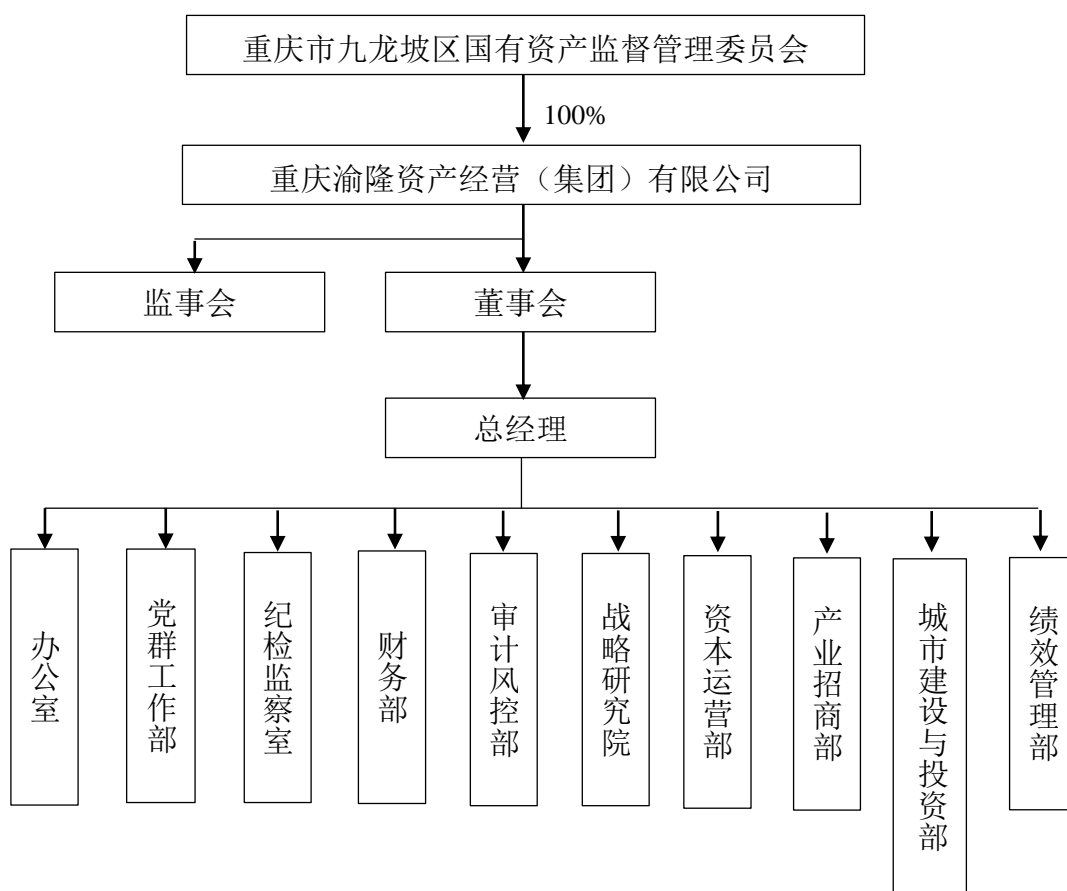 重庆市九龙坡区国有资产监督管理委员会
100%
重庆渝隆资产经营（集团）有限公司
监事会
董事会
总经理
办公室
党群工作部
纪检监察室
财务部
审计风控部
战略研究院
资本运营部
产业招商部
城市建设与投资部
绩效管理部